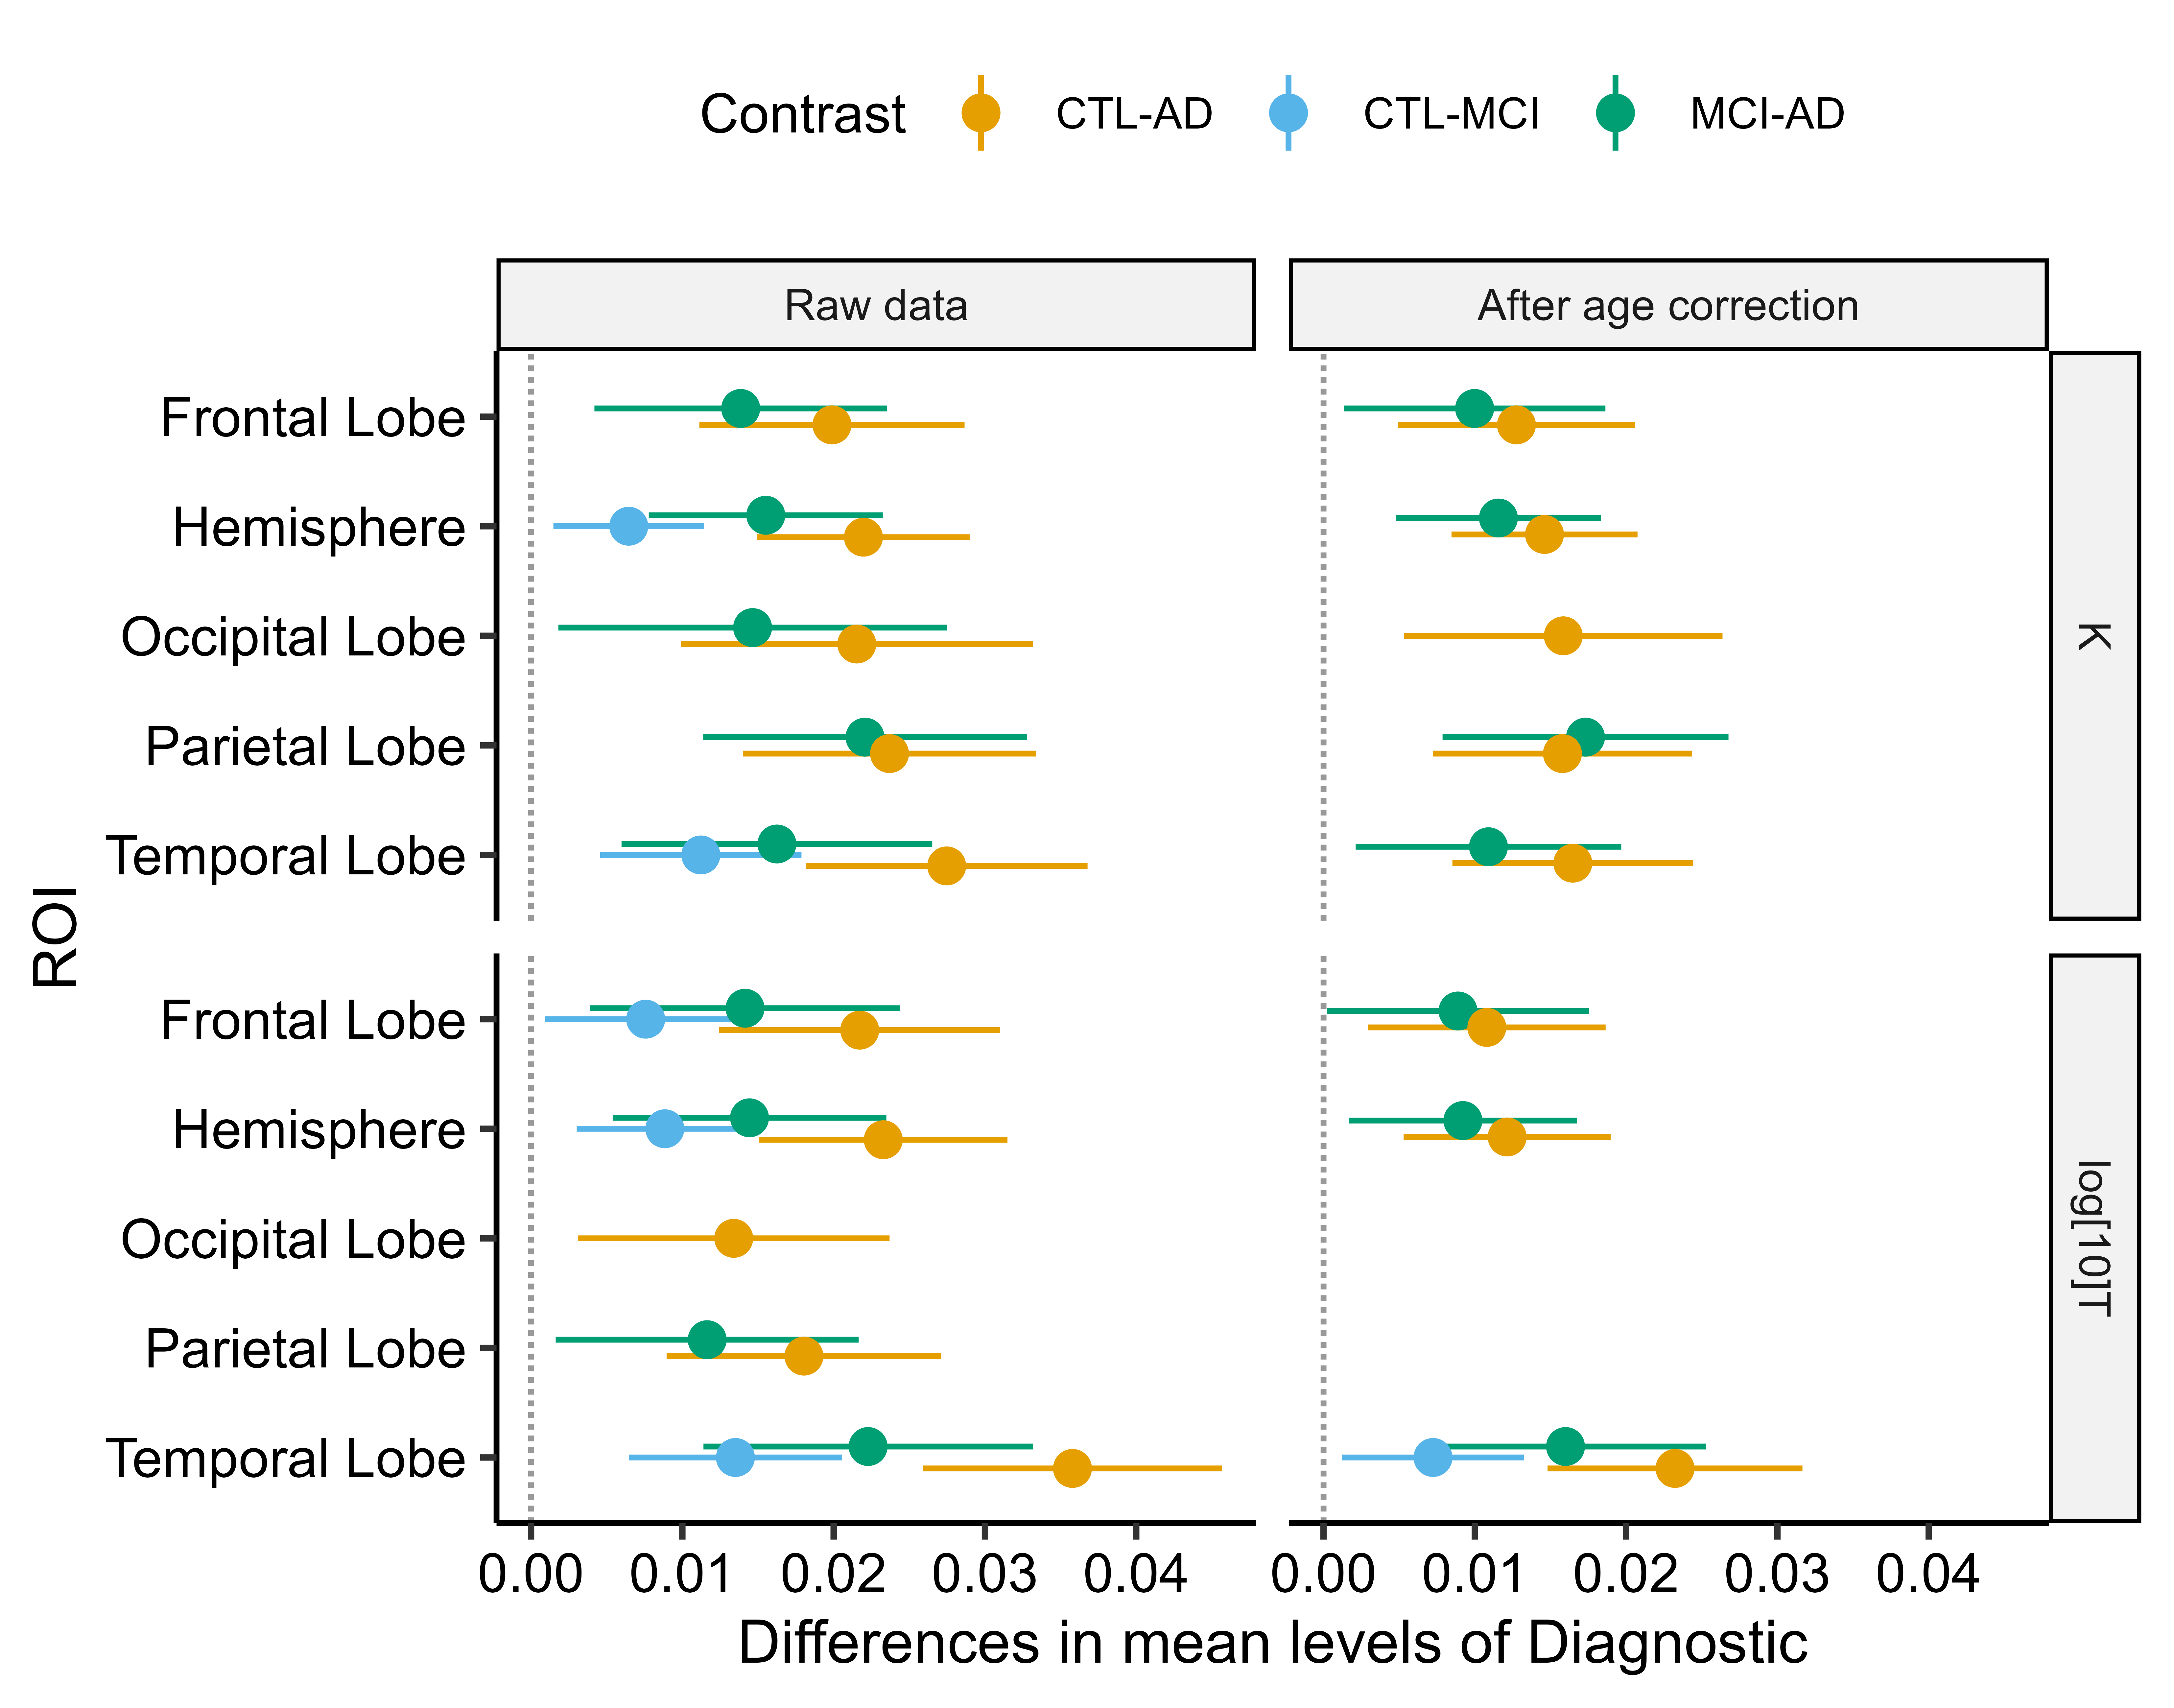 Contrast CTL-AD CTL-MCI MCI-AD
Raw data After age correction
Frontal Lobe
Hemisphere
Occipital Lobe
Parietal Lobe
Temporal Lobe
K
ROI
Frontal Lobe
Hemisphere
Occipital Lobe
Parietal Lobe
Temporal Lobe
log[10]T
0.00 0.01 0.02 0.03 0.04 0.00 0.01 0.02 0.03 0.04
Differences in mean levels of Diagnostic